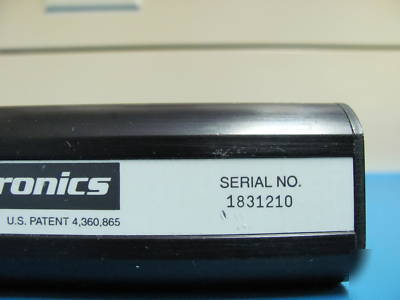 ronics
SERIAL NO.
1831210
U.S. PATENT 4,360,865